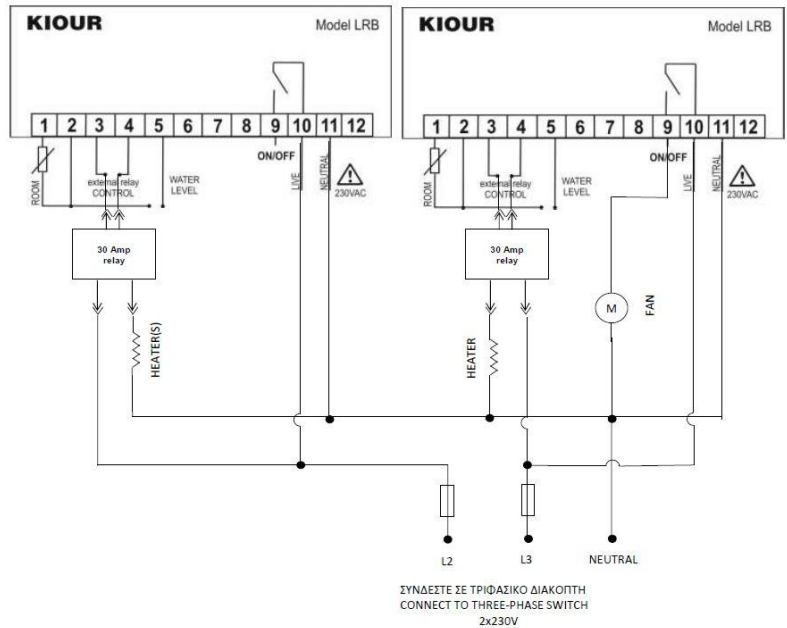 KIOUR Model LRB
1 2 3 4 5 6 7 8 9 10 11 12
ON/OFF
ROOM
external relay
CONTROL
WATER
LEVEL
LIVE
NEUTRAL
230VAC
30 Amp
relay
HEATER(S)
KIOUR Model LRB
1 2 3 4 5 6 7 8 9 10 11 12
ON/OFF
ROOM
external relay
CONTROL
WATER
LEVEL
LIVE
NEUTRAL
230VAC
30 Amp
relay
HEATER
M
FAN
L2 L3 NEUTRAL
ΣΥΝΔΕΣΤΕ ΣΕ ΤΡΙΦΑΣΙΚΟ ΔΙΑΚΟΠΤΗ
CONNECT TO THREE-PHASE SWITCH
2x230V